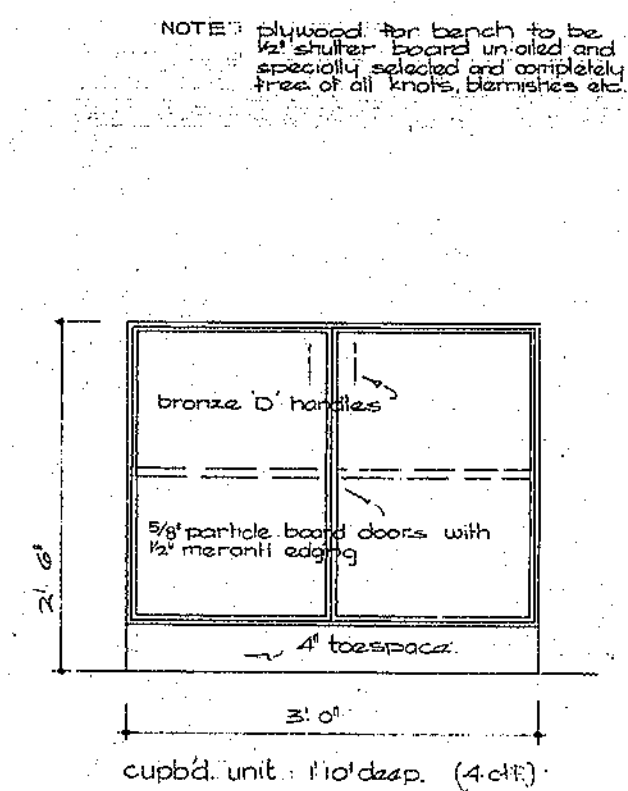 NOTE: plywood for bench to be
1/2" shutter board un-oiled and
specially selected and completely
free of all knots, blemishes etc.
bronze 'D' handles
5/8" particle board doors with
1/2" meranti edging
2' 6"
4" toespace.
3' 0"
cupb'd. unit : 1' 10" deep. (4 off)